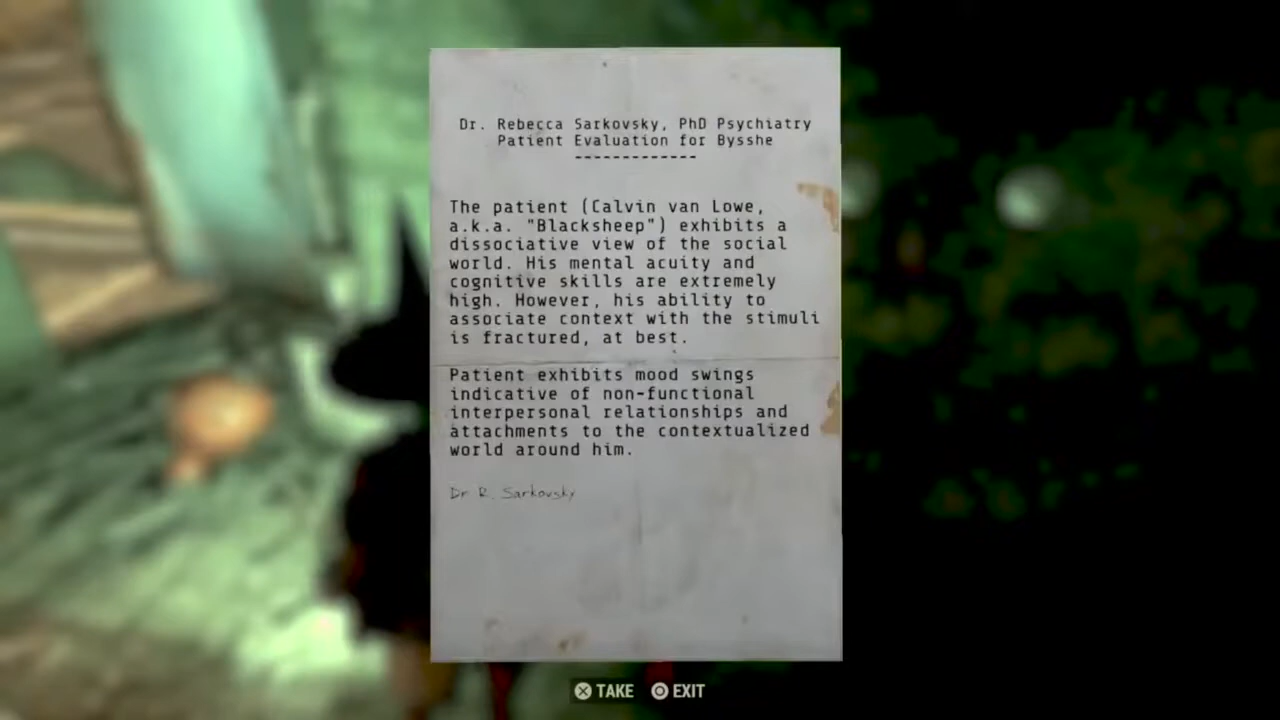 Dr. Rebecca Sarkovsky, PhD Psychiatry
Patient Evaluation for Bysshe
-------------
The patient (Calvin van Lowe,
a.k.a. "Blacksheep") exhibits a
dissociative view of the social
world. His mental acuity and
cognitive skills are extremely
high. However, his ability to
associate context with the stimuli
is fractured, at best.
Patient exhibits mood swings
indicative of non-functional
interpersonal relationships and
attachments to the contextualized
world around him.
Dr R. Sarkovsky
TAKE EXIT